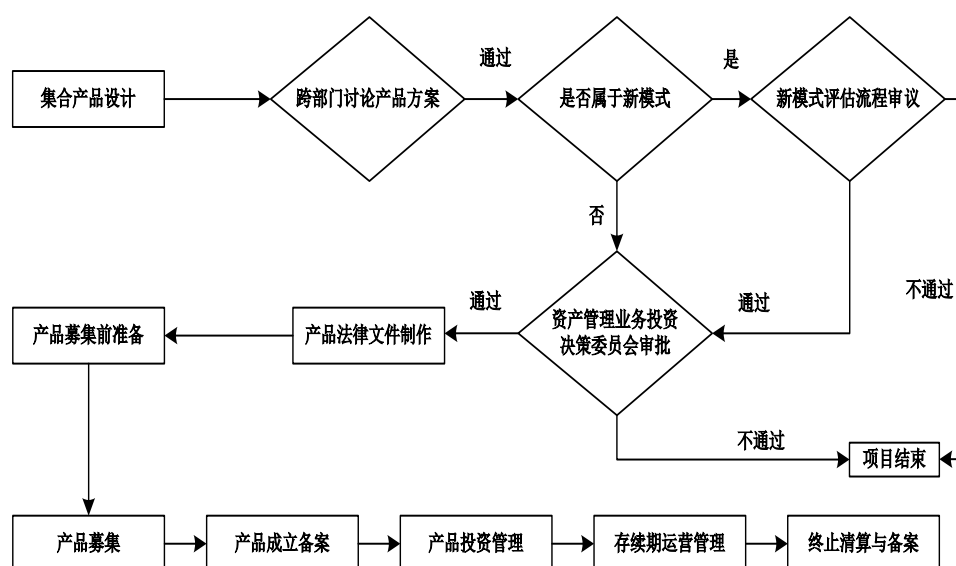 通过
是
集合产品设计
跨部门讨论产品方案
是否属于新模式
新模式评估流程审议
否
不通过
通过
通过
产品募集前准备
产品法律文件制作
资产管理业务投资
决策委员会审批
不通过
项目结束
产品募集
产品成立备案
产品投资管理
存续期运营管理
终止清算与备案